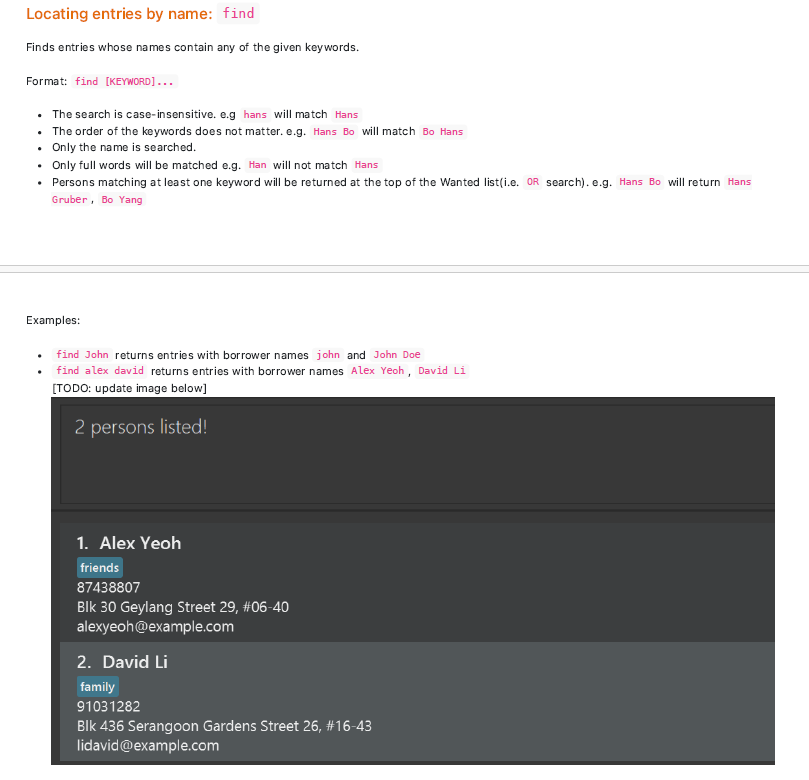 Locating entries by name: find
Finds entries whose names contain any of the given keywords.
Format: find [KEYWORD]...
• The search is case-insensitive. e.g hans will match Hans
• The order of the keywords does not matter. e.g. Hans Bo will match Bo Hans
• Only the name is searched.
• Only full words will be matched e.g. Han will not match Hans
• Persons matching at least one keyword will be returned at the top of the Wanted list(i.e. OR search). e.g. Hans Bo will return Hans
Gruber, Bo Yang
Examples:
• find John returns entries with borrower names john and John Doe
• find alex david returns entries with borrower names Alex Yeoh, David Li
[TODO: update image below]
2 persons listed!
1. Alex Yeoh
friends
87438807
Blk 30 Geylang Street 29, #06-40
alexyeoh@example.com
2. David Li
family
91031282
Blk 436 Serangoon Gardens Street 26, #16-43
lidavid@example.com